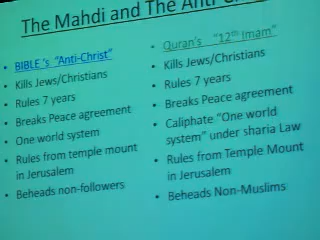 The Mahdi and The Anti-
BIBLE 's "Anti-Christ"
• Kills Jews/Christians
• Rules 7 years
• Breaks Peace agreement
• One world system
• Rules from temple mount
in Jerusalem
• Beheads non-followers
• Quran's "12th Imam"
• Kills Jews/Christians
• Rules 7 years
• Breaks Peace agreement
• Caliphate "One world
system" under sharia Law
• Rules from Temple Mount
in Jerusalem
• Beheads Non-Muslims